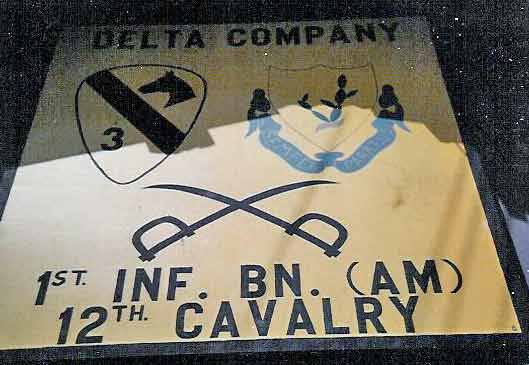 DELTA COMPANY
3
1ST. INF. BN. (AM)
12TH. CAVALRY